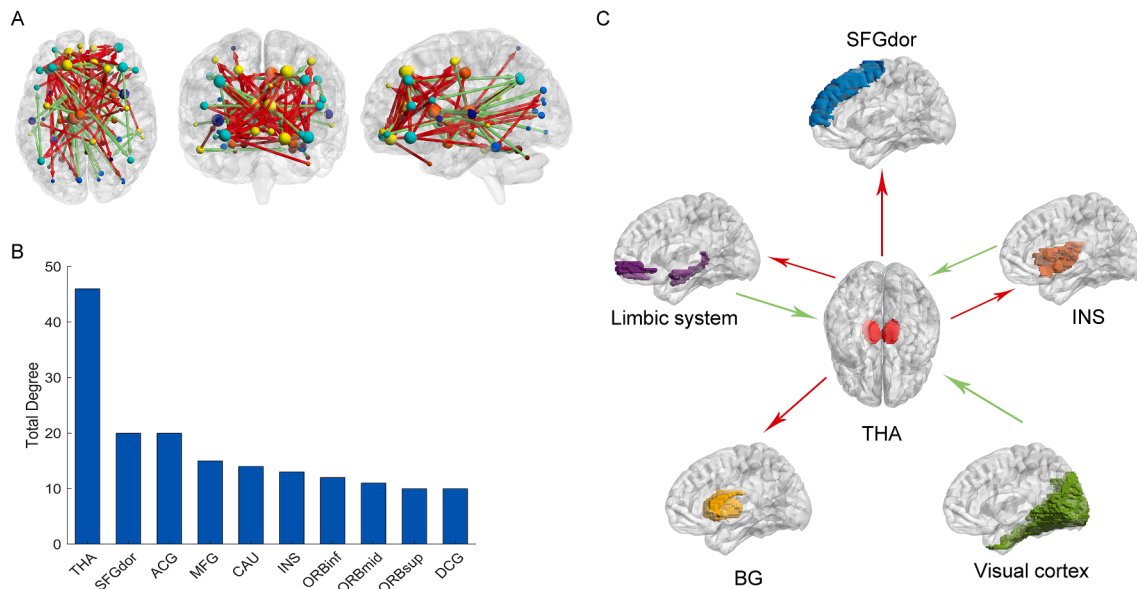 A
B
50
40
30
20
10
0
Total Degree
THA
SFGdor
ACG
MFG
CAU
INS
ORBinf
ORBmid
ORBsup
DCG
C
SFGdor
Limbic system
INS
THA
BG
Visual cortex